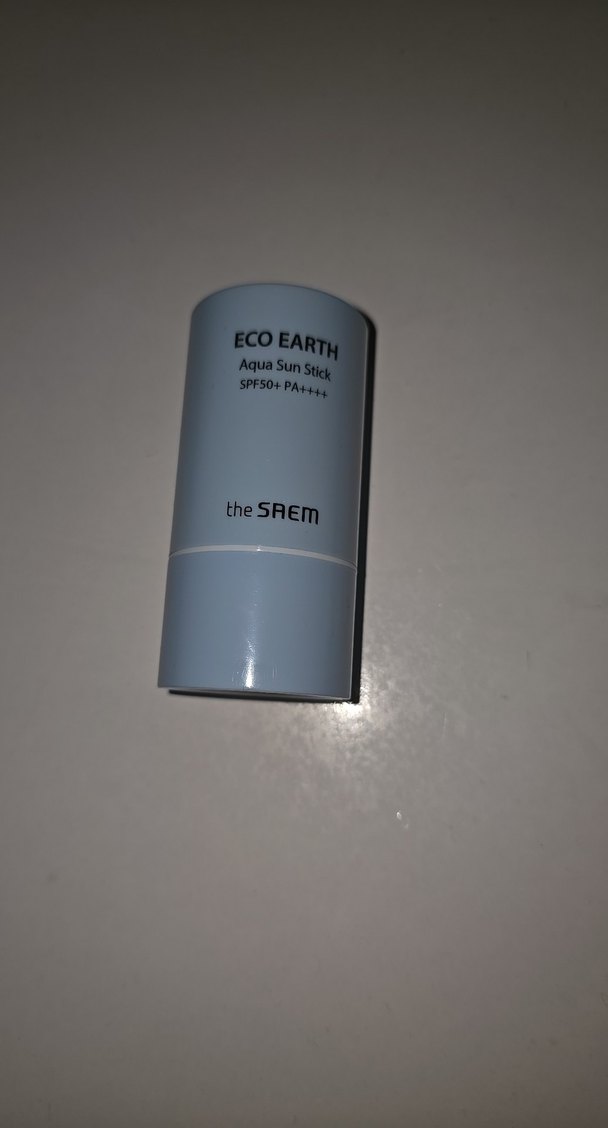 ECO EARTH
Aqua Sun Stick
SPF50+ PA++++
the SAEM